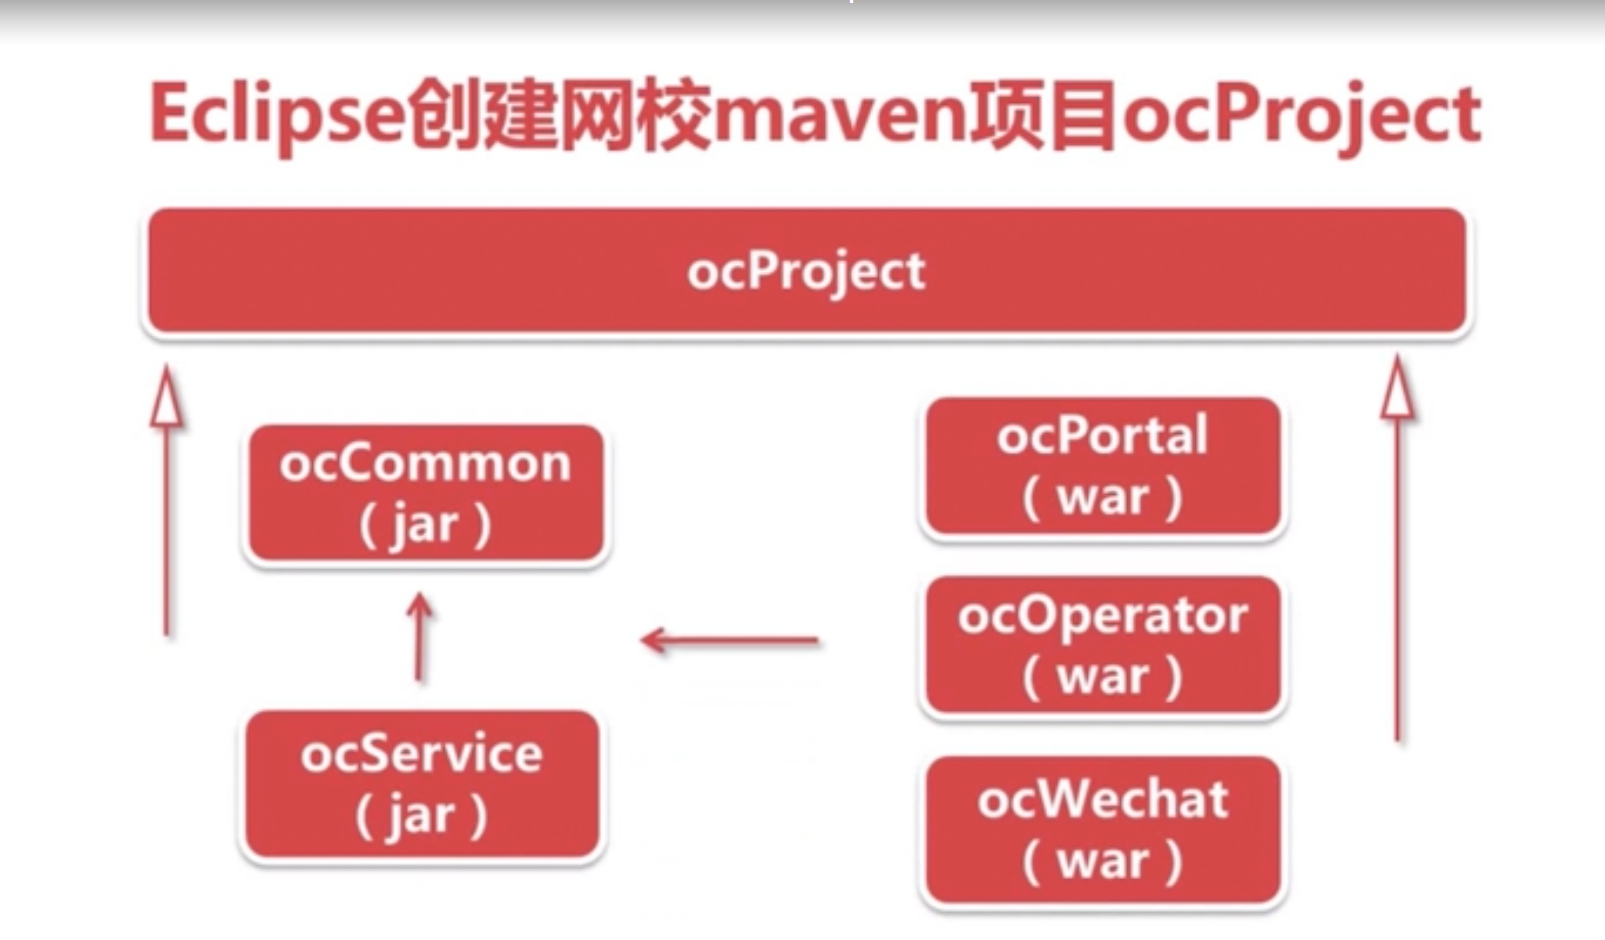 Eclipse创建网校maven项目ocProject
ocProject
ocCommon
( jar )
ocService
( jar )
ocPortal
( war )
ocOperator
( war )
ocWechat
( war )